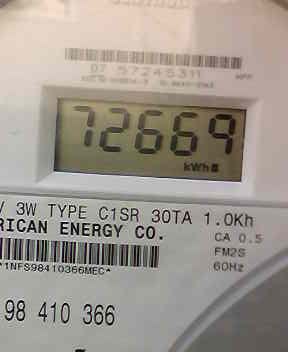 07 57245311
72669
kWh
V 3W TYPE C1SR 30TA 1.0Kh
RICAN ENERGY CO.
CA 0.5
FM2S
60Hz
*1NFS98410366MEC*
98 410 366